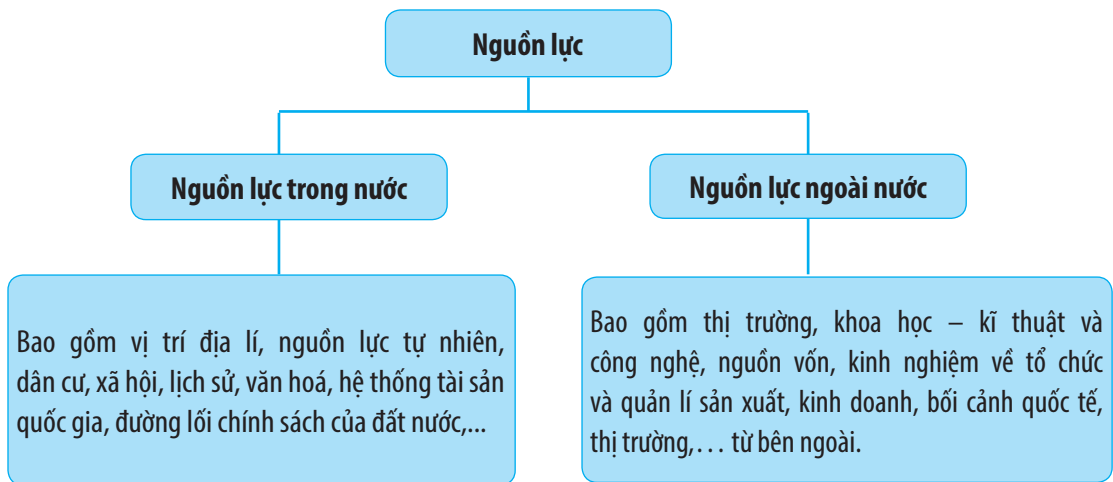 Nguồn lực
Nguồn lực trong nước
Nguồn lực ngoài nước
Bao gồm vị trí địa lí, nguồn lực tự nhiên,
dân cư, xã hội, lịch sử, văn hoá, hệ thống tài sản
quốc gia, đường lối chính sách của đất nước,...
Bao gồm thị trường, khoa học – kĩ thuật và
công nghệ, nguồn vốn, kinh nghiệm về tổ chức
và quản lí sản xuất, kinh doanh, bối cảnh quốc tế,
thị trường,... từ bên ngoài.